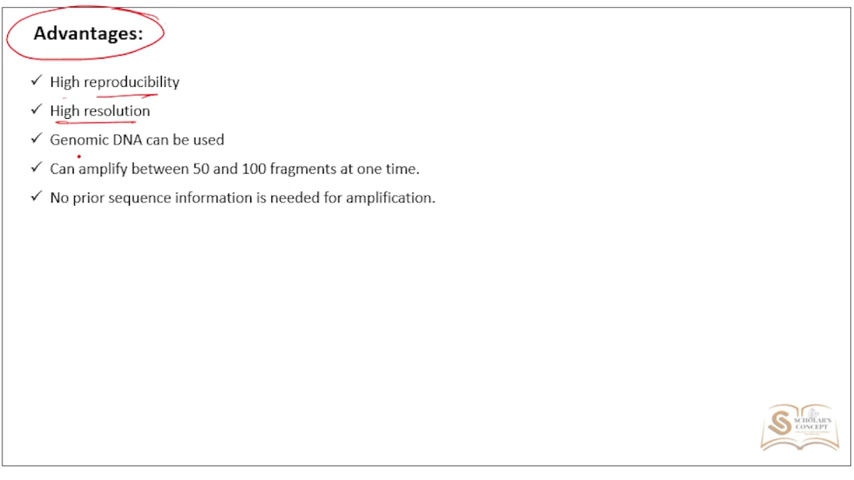 Advantages:
✓ High reproducibility
✓ High resolution
✓ Genomic DNA can be used
✓ Can amplify between 50 and 100 fragments at one time.
✓ No prior sequence information is needed for amplification.
SCHOLAR'S
CONCEPT